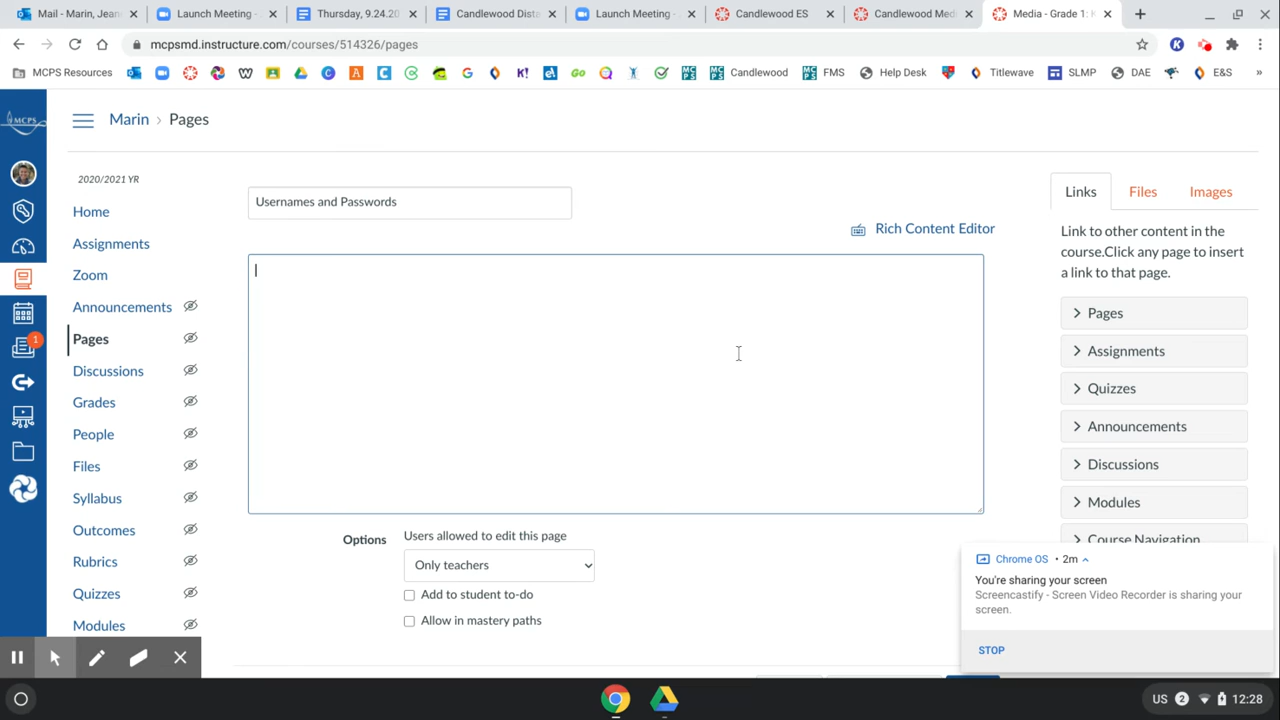 Mail - Marin, Jean
Launch Meeting -
Thursday, 9.24.20
Candlewood Dista
Launch Meeting -
Candlewood ES
Candlewood Med
Media - Grade 1: K
mcpsmd.instructure.com/courses/514326/pages
MCPS Resources
Candlewood
FMS
Help Desk
Titlewave
SLMP
DAE
E&S
»
MCPS
Marin › Pages
2020/2021 YR
Home
Assignments
Zoom
Announcements
Pages
Discussions
Grades
People
Files
Syllabus
Outcomes
Rubrics
Quizzes
Modules
1
Usernames and Passwords
Rich Content Editor
Options
Users allowed to edit this page
Only teachers
Add to student to-do
Allow in mastery paths
Links
Files
Images
Link to other content in the
course.Click any page to insert
a link to that page.
Pages
Assignments
Quizzes
Announcements
Discussions
Modules
Course Navigation
Chrome OS • 2m
You're sharing your screen
Screencastify - Screen Video Recorder is sharing your
screen.
STOP
US
2
12:28